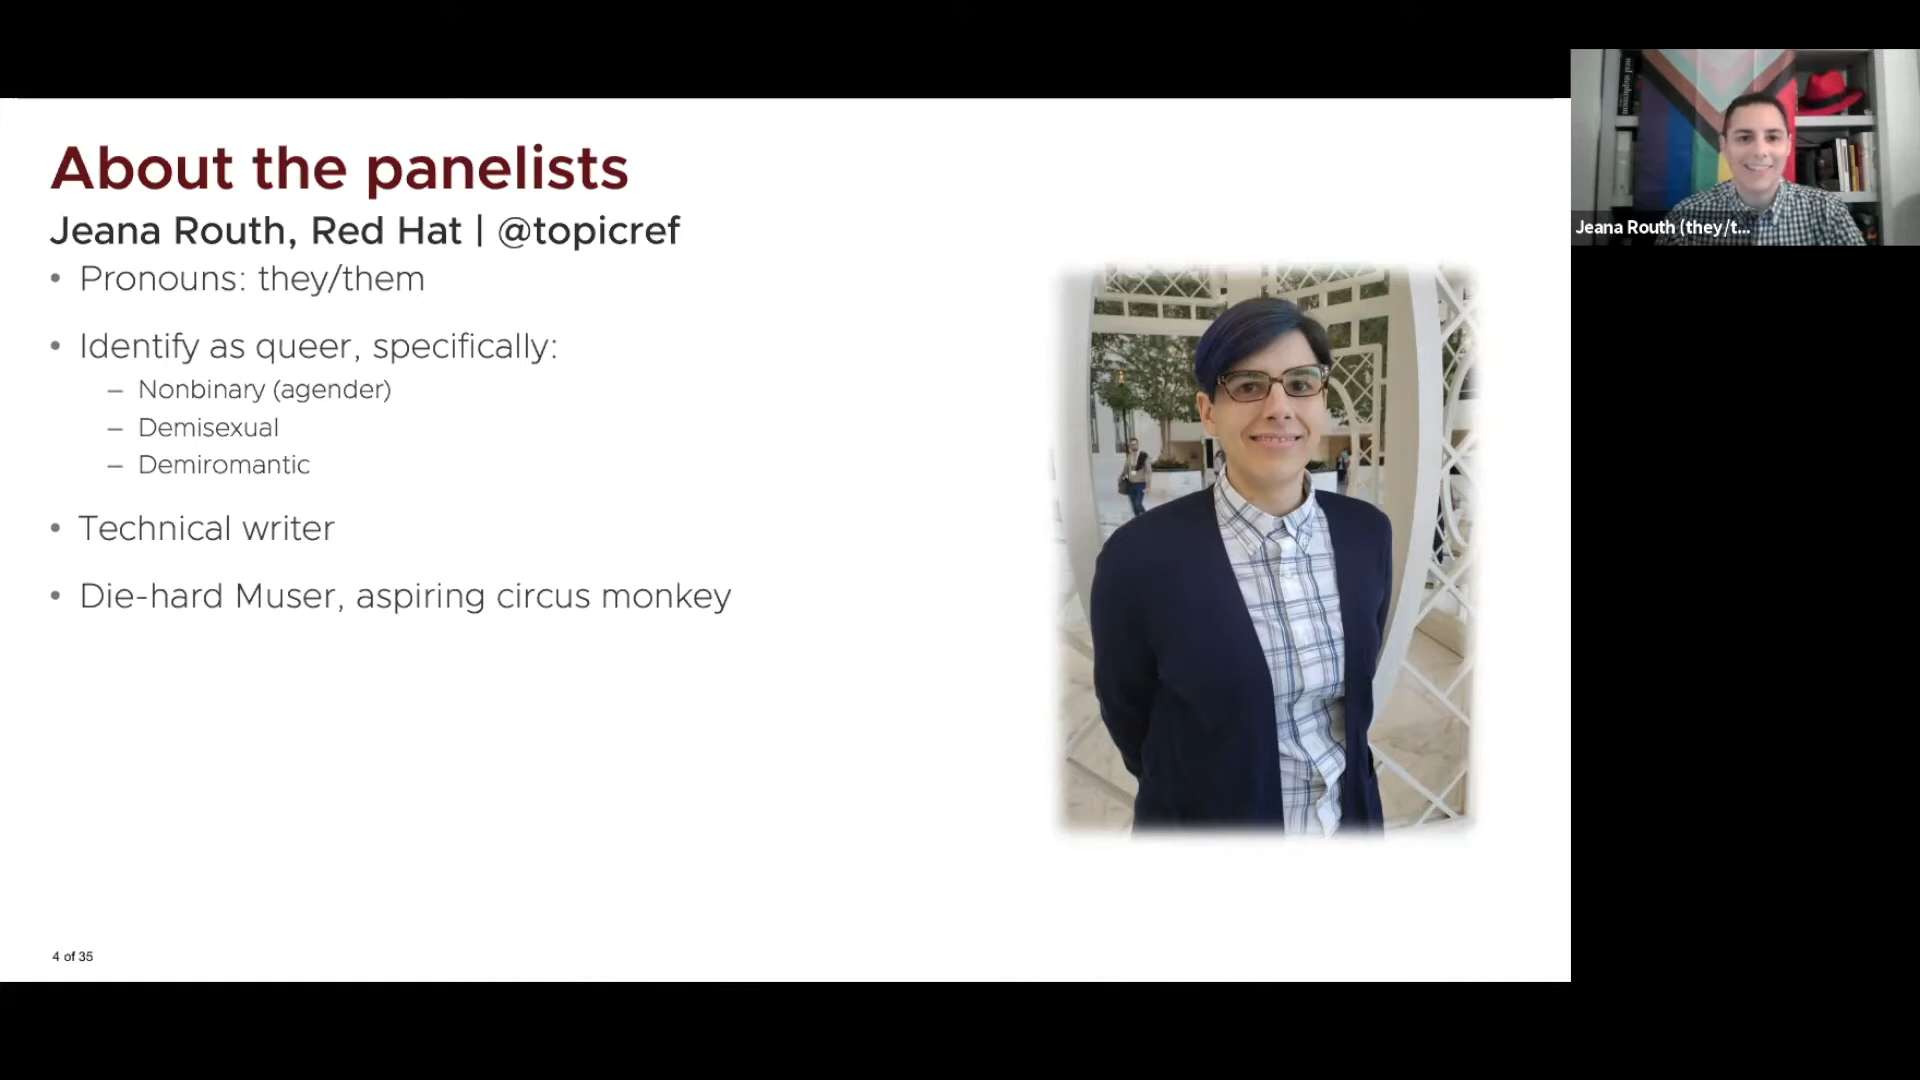 About the panelists
Jeana Routh, Red Hat | @topicref
• Pronouns: they/them
• Identify as queer, specifically:
– Nonbinary (agender)
– Demisexual
– Demiromantic
• Technical writer
• Die-hard Muser, aspiring circus monkey
4 of 35
Jeana Routh (they/t...